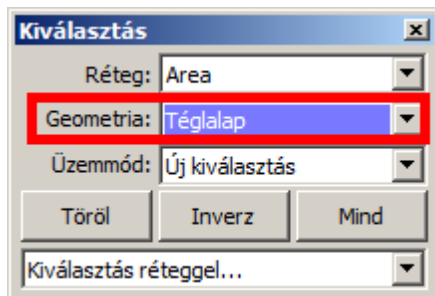 Kiválasztás
Réteg: Area
Geometria: Téglalap
Üzemmód: Új kiválasztás
Töröl Inverz Mind
Kiválasztás réteggel...